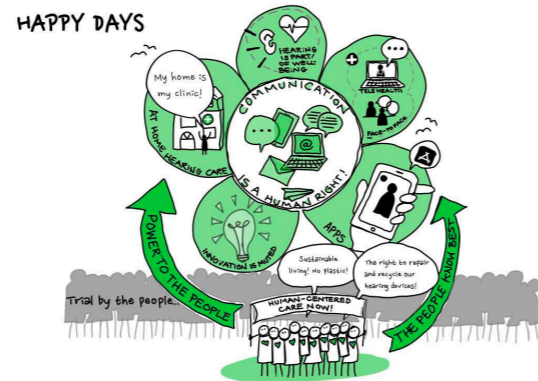 HAPPY DAYS
HEARING
IS PART
OF WELL-
BEING
My home is
my clinic!
TELEHEALTH
FACE-TO-FACE
COMMUNICATION
IS A HUMAN RIGHT!
@
AT HOME HEARING CARE
INNOVATION IS MUTED
APPS
POWER TO THE PEOPLE
THE PEOPLE KNOW BEST
Sustainable
living! No plastic!
The right to repair
and recycle our
hearing devices!
Trial by the people...
HUMAN-CENTERED
CARE NOW!